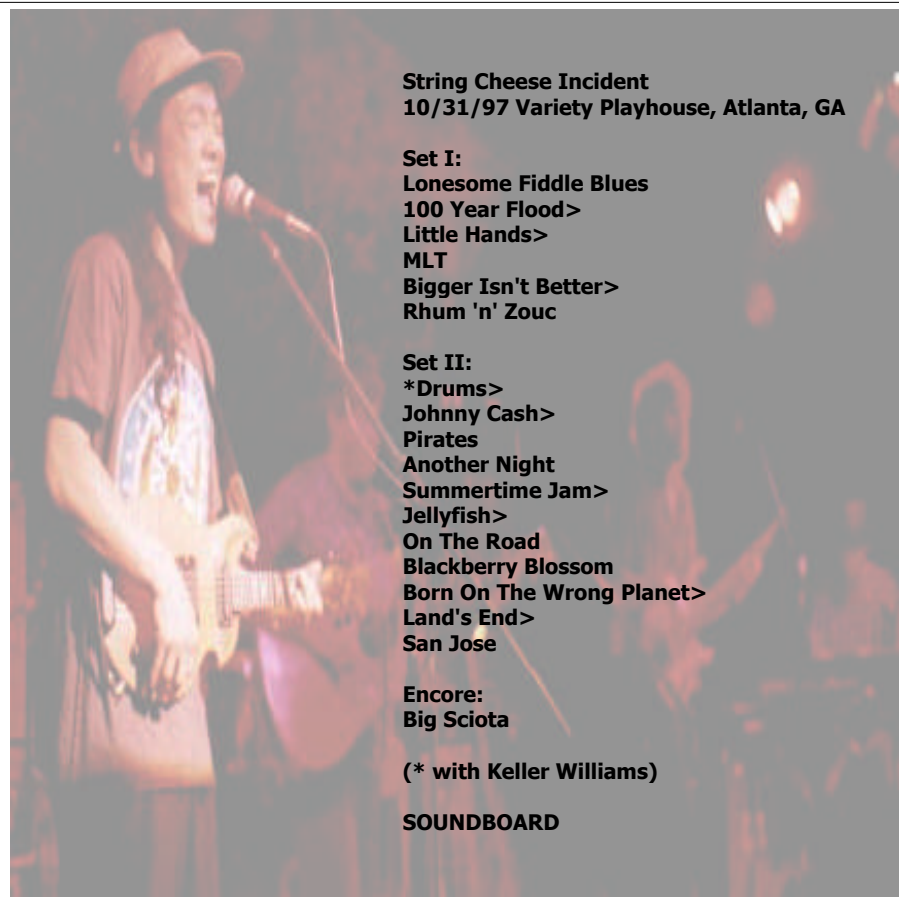 String Cheese Incident
10/31/97 Variety Playhouse, Atlanta, GA
Set I:
Lonesome Fiddle Blues
100 Year Flood>
Little Hands>
MLT
Bigger Isn't Better>
Rhum 'n' Zouc
Set II:
*Drums>
Johnny Cash>
Pirates
Another Night
Summertime Jam>
Jellyfish>
On The Road
Blackberry Blossom
Born On The Wrong Planet>
Land's End>
San Jose
Encore:
Big Sciota
(* with Keller Williams)
SOUNDBOARD